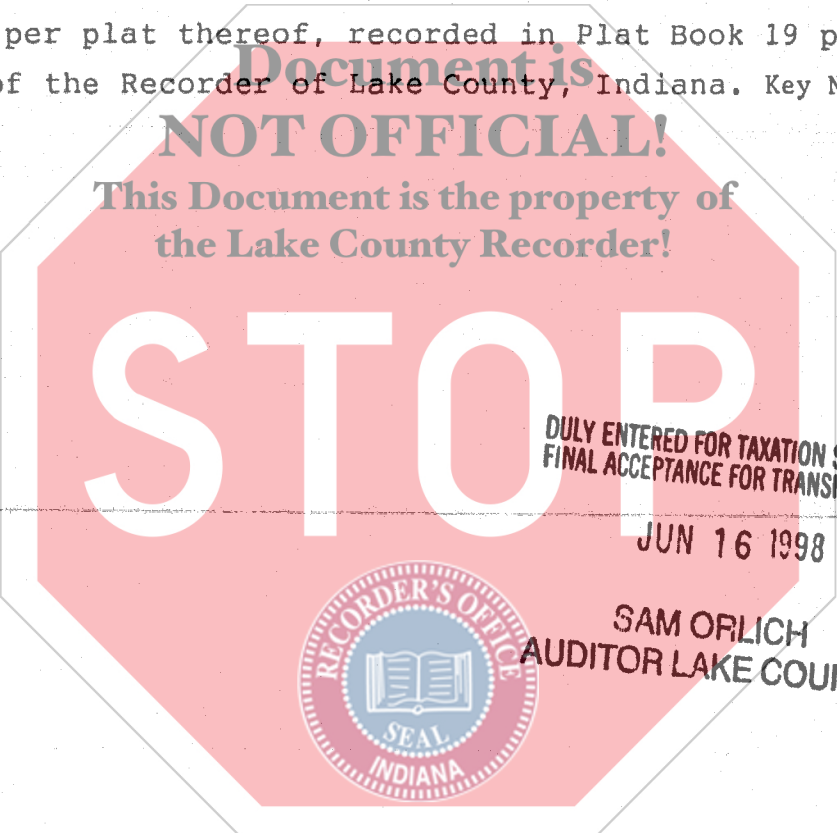 per plat thereof, recorded in Plat Book 19 p
of the Recorder of Lake County, Indiana. Key N
Document is
NOT OFFICIAL!
This Document is the property of
the Lake County Recorder!
STOP
DULY ENTERED FOR TAXATION S
FINAL ACCEPTANCE FOR TRANS
JUN 16 1998
SAM ORLICH
AUDITOR LAKE COUN
RECORDER'S OFFICE
SEAL
INDIANA